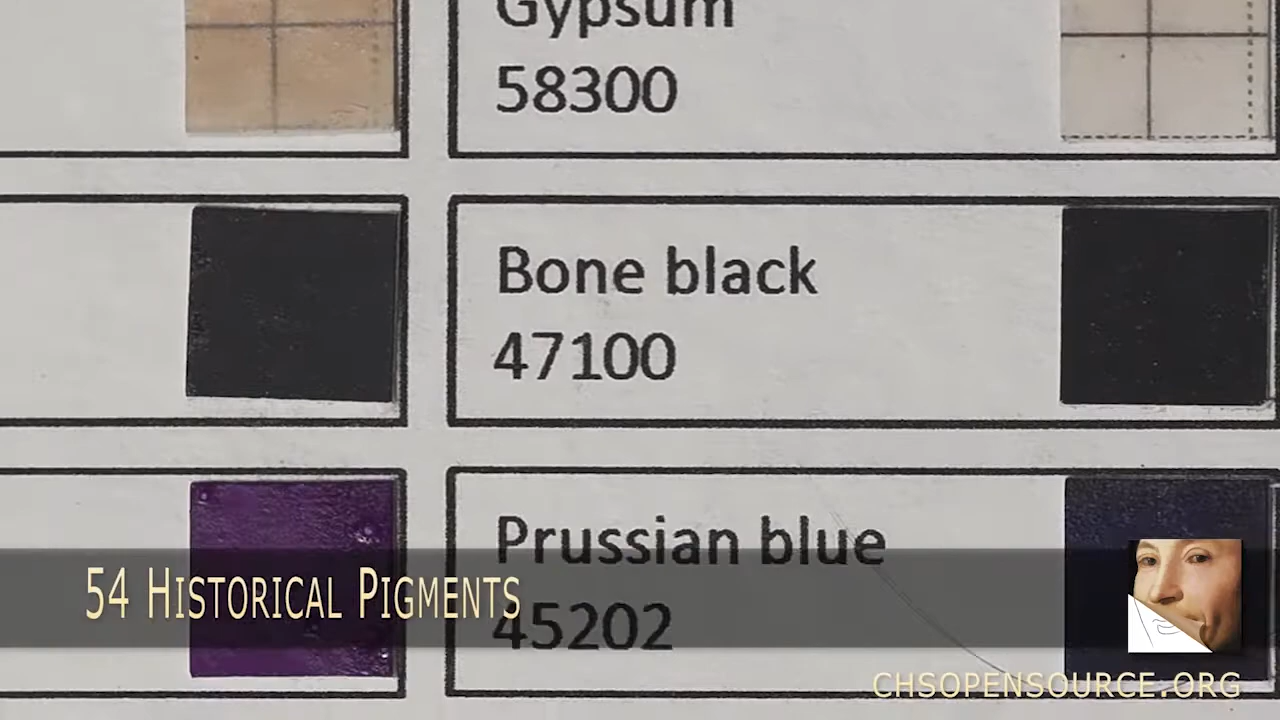 Gypsum
58300
Bone black
47100
Prussian blue
45202
54 Historical Pigments
CHSOPENSOURCE.ORG